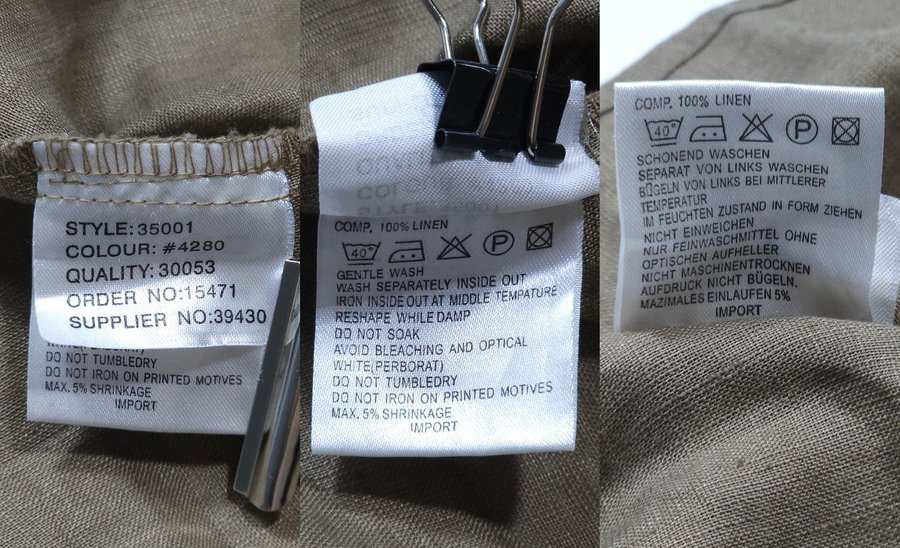 STYLE:35001
COLOUR: #4280
QUALITY:30053
ORDER NO:15471
SUPPLIER NO:39430
DO NOT TUMBLEDRY
DO NOT IRON ON PRINTED MOTIVES
MAX. 5% SHRINKAGE
IMPORT
COMP. 100% LINEN
40°
P
GENTLE WASH
WASH SEPARATELY INSIDE OUT
IRON INSIDE OUT AT MIDDLE TEMPATURE
RESHAPE WHILE DAMP
DO NOT SOAK
AVOID BLEACHING AND OPTICAL
WHITE(PERBORAT)
DO NOT TUMBLEDRY
DO NOT IRON ON PRINTED MOTIVES
MAX. 5% SHRINKAGE
IMPORT
COMP. 100% LINEN
40°
P
SCHONEND WASCHEN
SEPARAT VON LINKS WASCHEN
BÜGELN VON LINKS BEI MITTLERER
TEMPERATUR
IM FEUCHTEN ZUSTAND IN FORM ZIEHEN
NICHT EINWEICHEN
NUR FEINWASCHMITTEL OHNE
OPTISCHEN AUFHELLER
NICHT MASCHINENTROCKNEN
AUFDRUCK NICHT BÜGELN.
MAZIMALES EINLAUFEN 5%
IMPORT